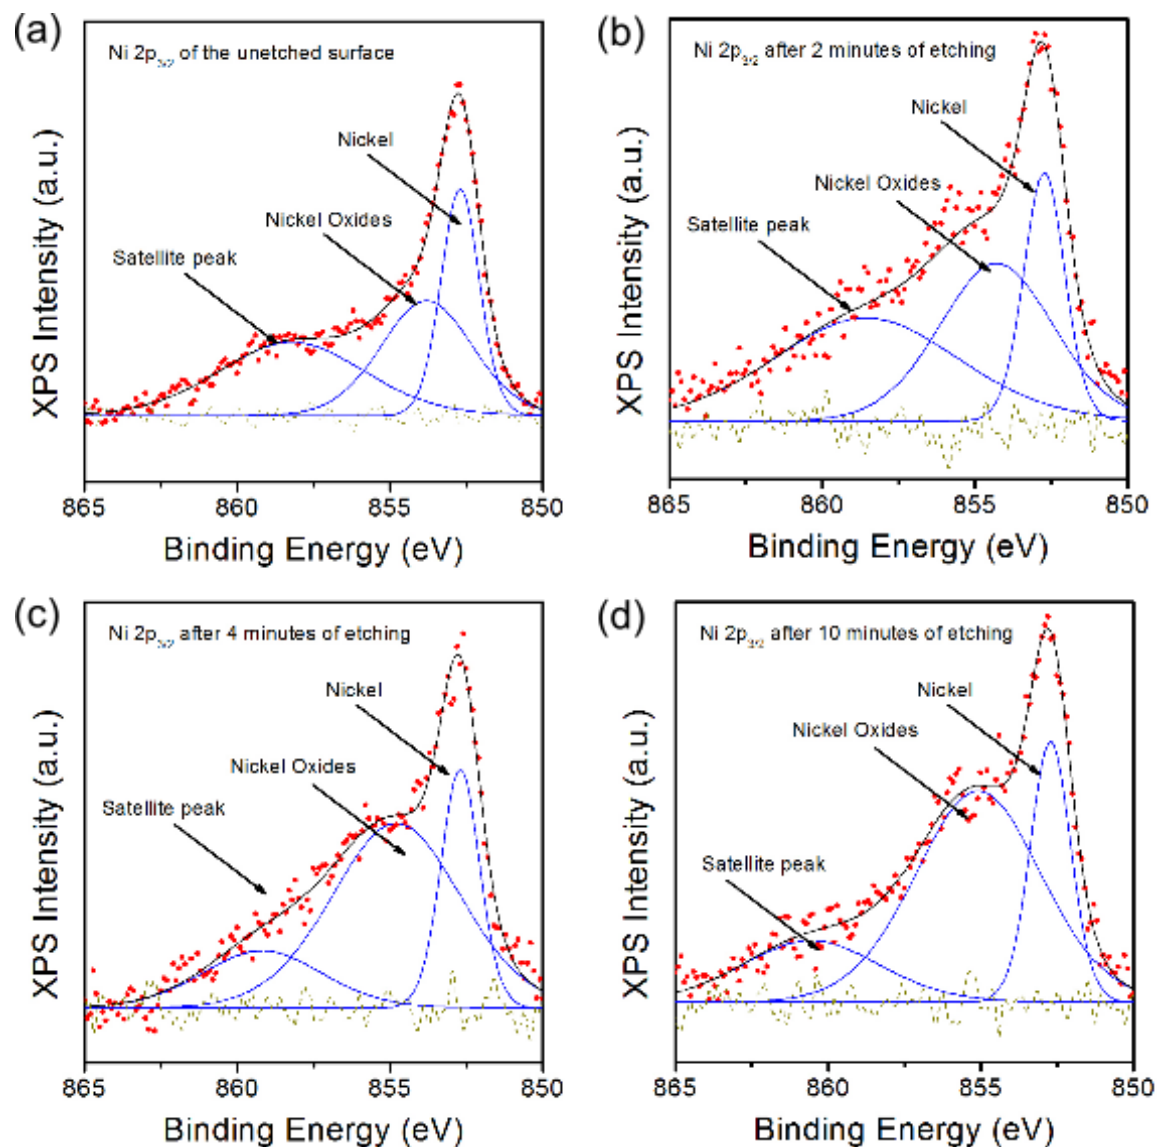 (a)
Ni 2p3/2 of the unetched surface
Nickel
Nickel Oxides
Satellite peak
XPS Intensity (a.u.)
865 860 855 850
Binding Energy (eV)
(b)
Ni 2p3/2 after 2 minutes of etching
Nickel
Nickel Oxides
Satellite peak
XPS Intensity (a.u.)
865 860 855 850
Binding Energy (eV)
(c)
Ni 2p3/2 after 4 minutes of etching
Nickel
Nickel Oxides
Satellite peak
XPS Intensity (a.u.)
865 860 855 850
Binding Energy (eV)
(d)
Ni 2p3/2 after 10 minutes of etching
Nickel
Nickel Oxides
Satellite peak
XPS Intensity (a.u.)
865 860 855 850
Binding Energy (eV)